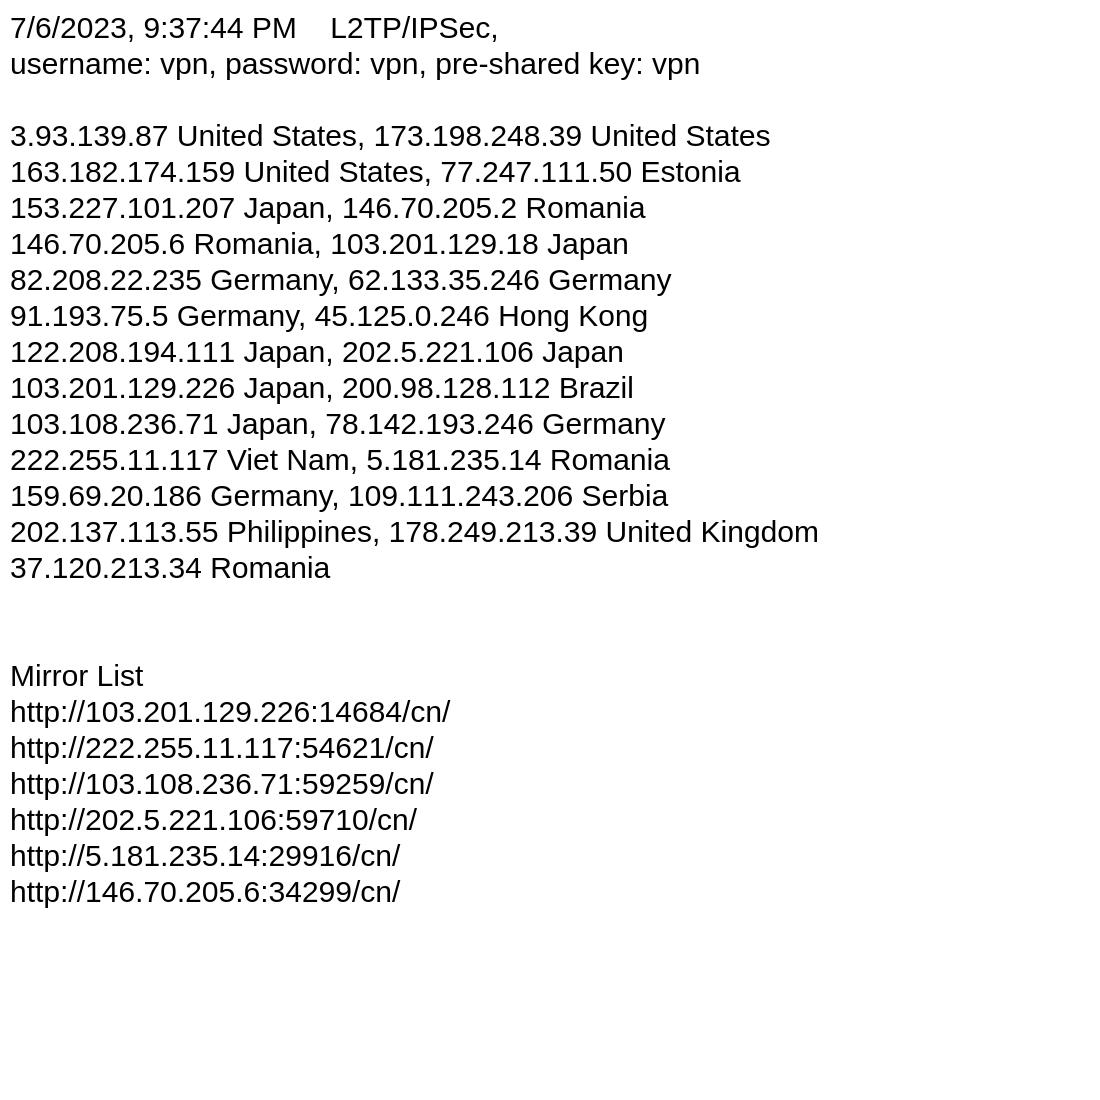 7/6/2023, 9:37:44 PM    L2TP/IPSec,
username: vpn, password: vpn, pre-shared key: vpn
3.93.139.87 United States, 173.198.248.39 United States
163.182.174.159 United States, 77.247.111.50 Estonia
153.227.101.207 Japan, 146.70.205.2 Romania
146.70.205.6 Romania, 103.201.129.18 Japan
82.208.22.235 Germany, 62.133.35.246 Germany
91.193.75.5 Germany, 45.125.0.246 Hong Kong
122.208.194.111 Japan, 202.5.221.106 Japan
103.201.129.226 Japan, 200.98.128.112 Brazil
103.108.236.71 Japan, 78.142.193.246 Germany
222.255.11.117 Viet Nam, 5.181.235.14 Romania
159.69.20.186 Germany, 109.111.243.206 Serbia
202.137.113.55 Philippines, 178.249.213.39 United Kingdom
37.120.213.34 Romania
Mirror List
http://103.201.129.226:14684/cn/
http://222.255.11.117:54621/cn/
http://103.108.236.71:59259/cn/
http://202.5.221.106:59710/cn/
http://5.181.235.14:29916/cn/
http://146.70.205.6:34299/cn/